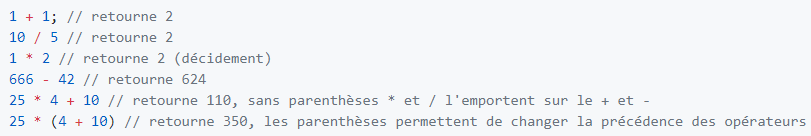 1 + 1; // retourne 2
10 / 5 // retourne 2
1 * 2 // retourne 2 (décidement)
666 - 42 // retourne 624
25 * 4 + 10 // retourne 110, sans parenthèses * et / l'emportent sur le + et -
25 * (4 + 10) // retourne 350, les parenthèses permettent de changer la précédence des opérateurs